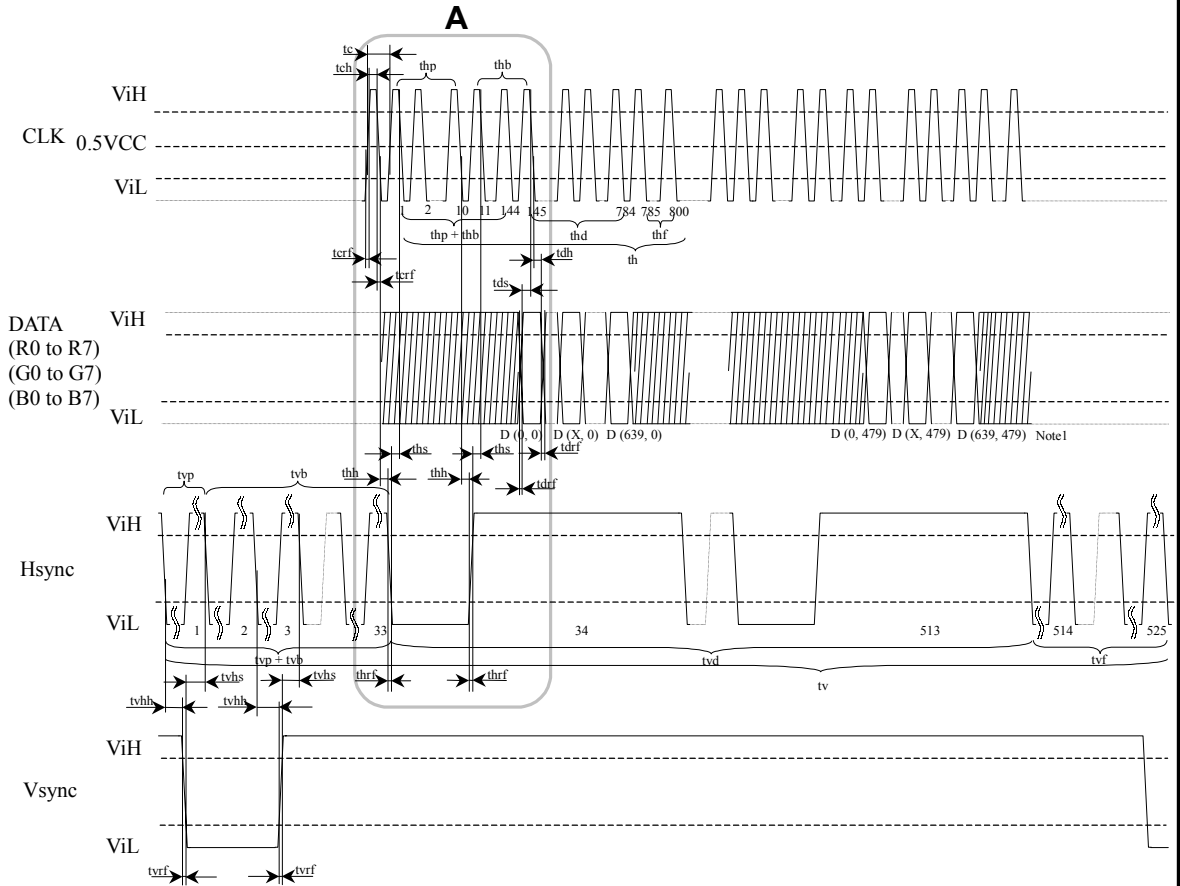 A
tc
tch
thp
thb
ViH
CLK
0.5VCC
ViL
1 2 10 11 144 145 784 785 800
thp + thb
thd
thf
th
tcrf
tcrf
tdh
tds
DATA
(R0 to R7)
(G0 to G7)
(B0 to B7)
ViH
ViL
D (0, 0) D (X, 0) D (639, 0) D (0, 479) D (X, 479) D (639, 479) Note1
tdrf
ths
ths
thh
thh
tdrf
tvp
tvb
ViH
Hsync
ViL
1 2 3 33 34 513 514 525
tvp + tvb
tvd
tvf
tv
tvhs
tvhs
thrf
thrf
tvhh
tvhh
ViH
Vsync
ViL
tvrf
tvrf